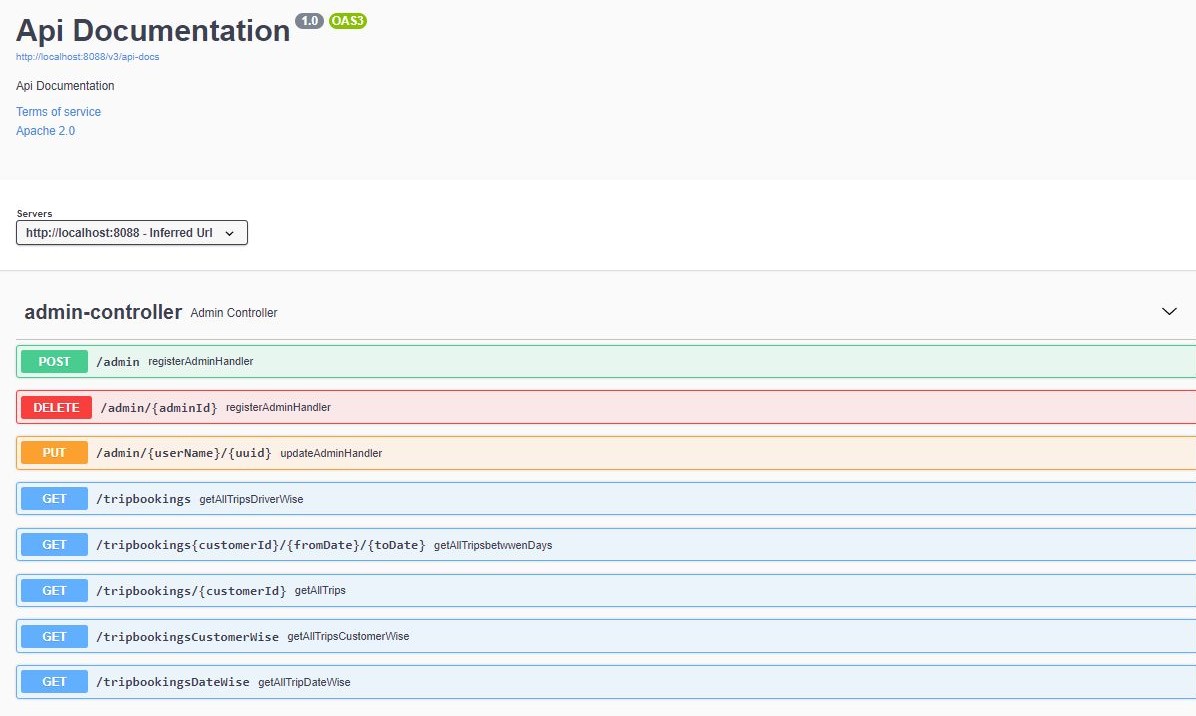 Api Documentation 1.0 OAS3
http://localhost:8088/v3/api-docs
Api Documentation
Terms of service
Apache 2.0
Servers
http://localhost:8088 - Inferred Url
admin-controller Admin Controller
POST /admin registerAdminHandler
DELETE /admin/{adminId} registerAdminHandler
PUT /admin/{userName}/{uuid} updateAdminHandler
GET /tripbookings getAllTripsDriverWise
GET /tripbookings{customerId}/{fromDate}/{toDate} getAllTripsbetwwenDays
GET /tripbookings/{customerId} getAllTrips
GET /tripbookingsCustomerWise getAllTripsCustomerWise
GET /tripbookingsDateWise getAllTripDateWise